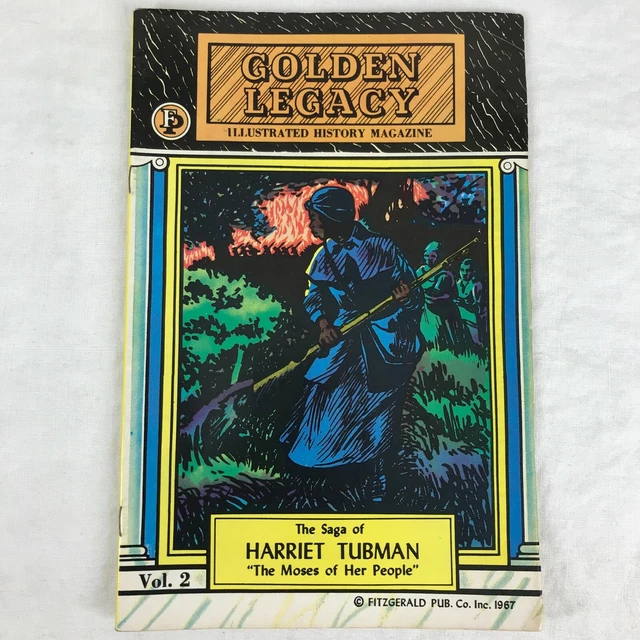 GOLDEN
LEGACY
ILLUSTRATED HISTORY MAGAZINE
FP
The Saga of
HARRIET TUBMAN
"The Moses of Her People"
Vol. 2
© FITZGERALD PUB. Co. Inc. 1967